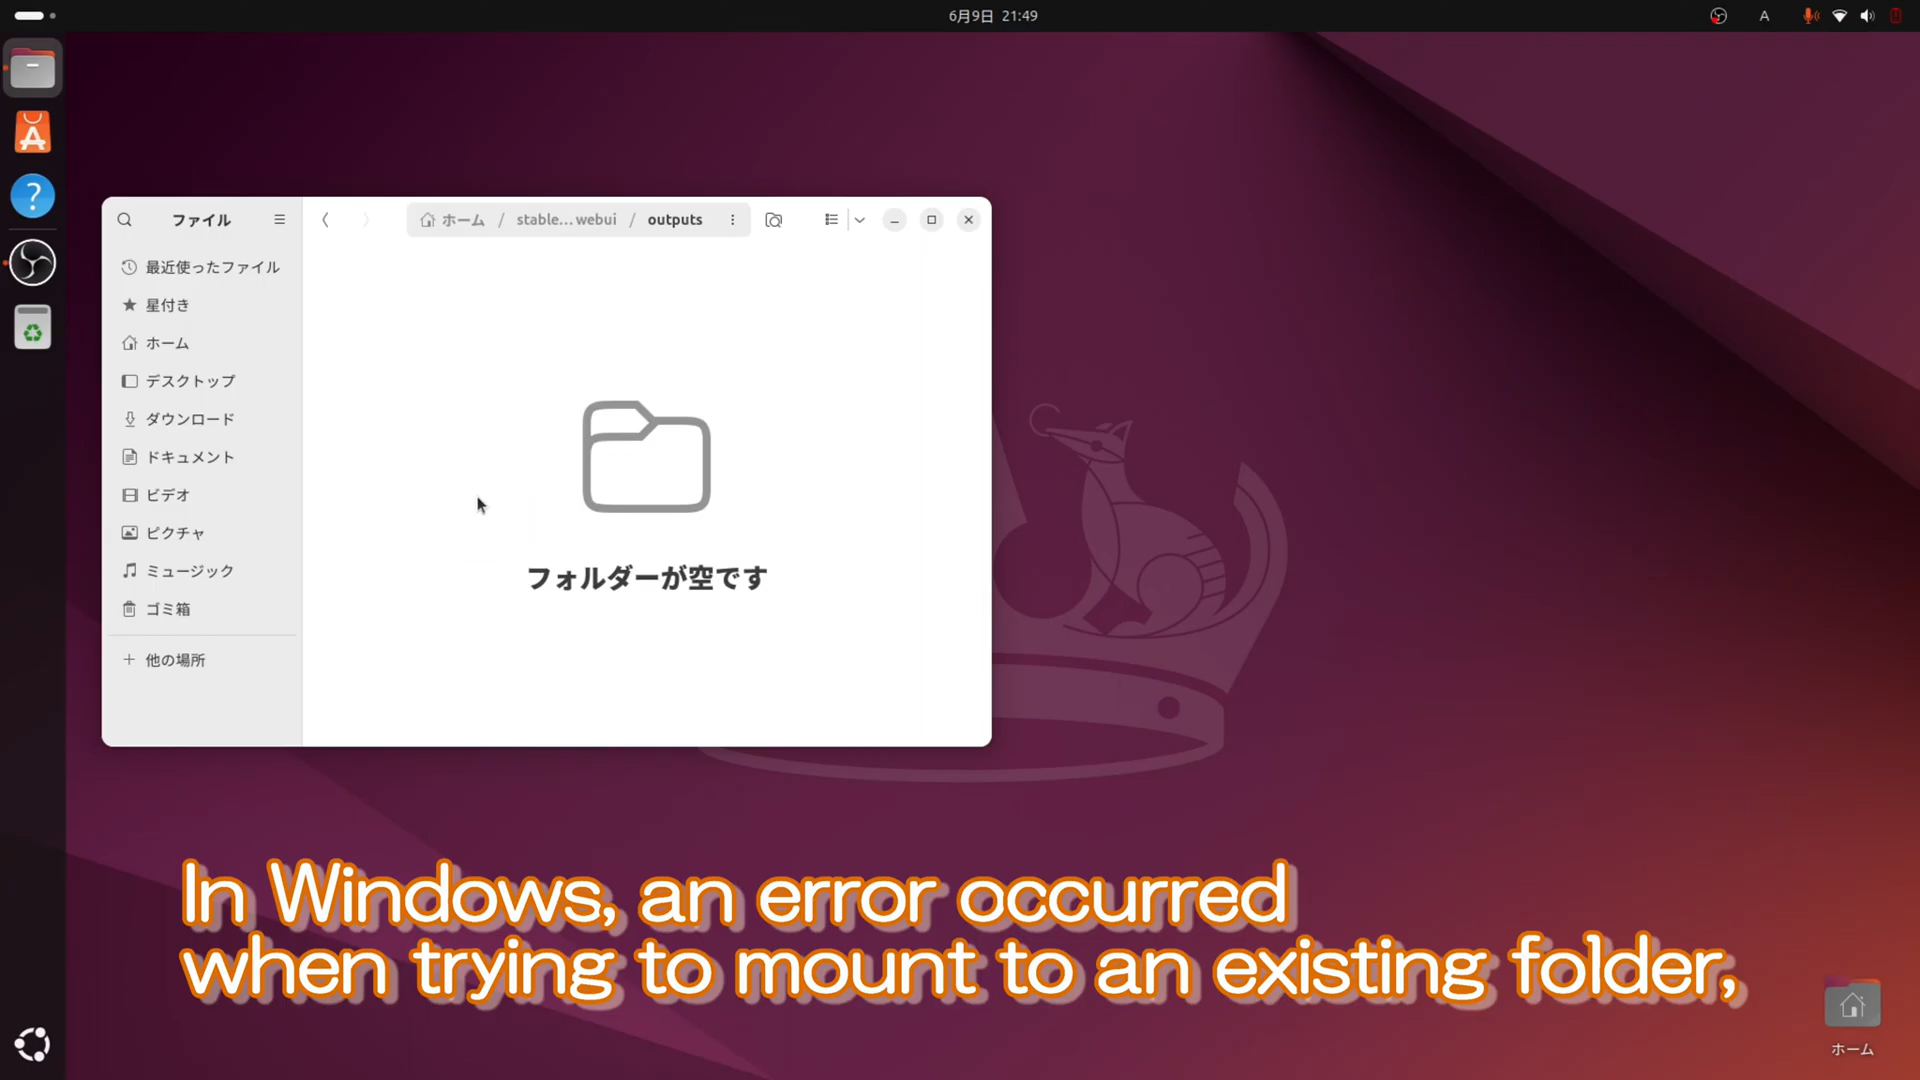 6月9日 21:49
A
ファイル
ホーム / stable…webui / outputs
最近使ったファイル
星付き
ホーム
デスクトップ
ダウンロード
ドキュメント
ビデオ
ピクチャ
ミュージック
ゴミ箱
他の場所
フォルダーが空です
In Windows, an error occurred
when trying to mount to an existing folder,
ホーム